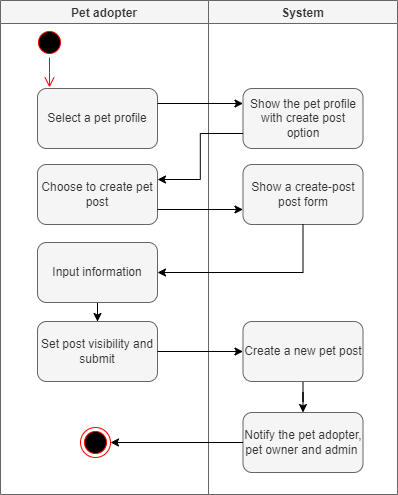 Pet adopter
System
Select a pet profile
Show the pet profile
with create post
option
Choose to create pet
post
Show a create-post
post form
Input information
Set post visibility and
submit
Create a new pet post
Notify the pet adopter,
pet owner and admin